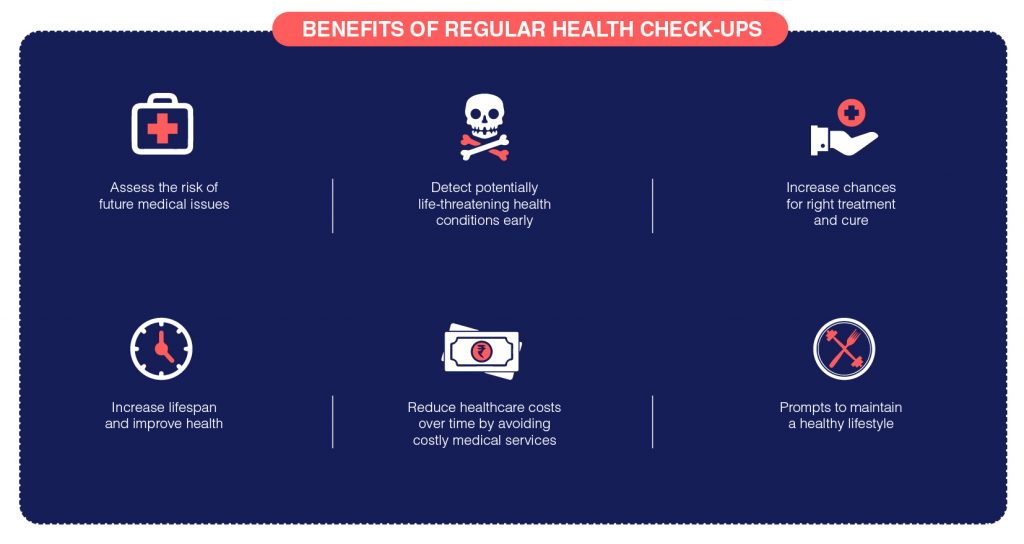 BENEFITS OF REGULAR HEALTH CHECK-UPS
Assess the risk of
future medical issues
Detect potentially
life-threatening health
conditions early
Increase chances
for right treatment
and cure
Increase lifespan
and improve health
₹
Reduce healthcare costs
over time by avoiding
costly medical services
Prompts to maintain
a healthy lifestyle